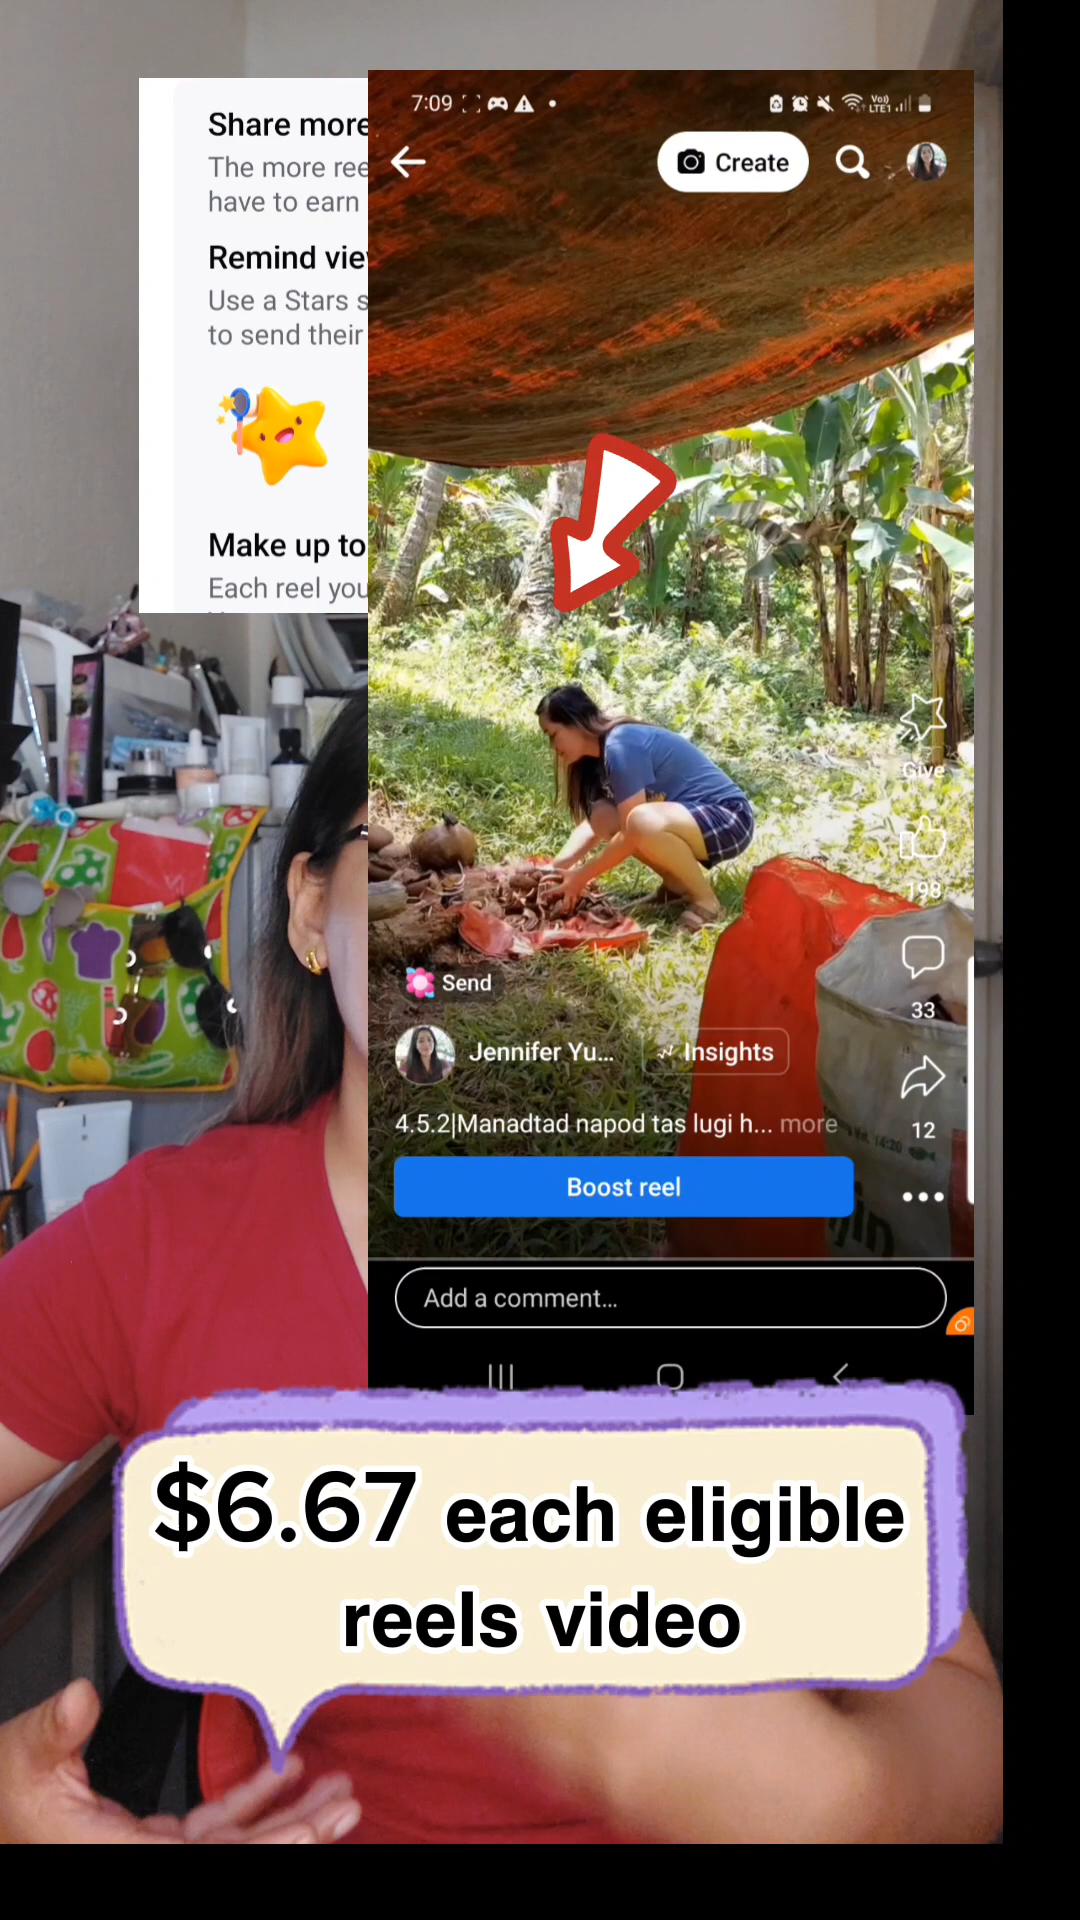 Share more
The more ree
have to earn
Remind vie
Use a Stars s
to send their
Make up to
Each reel you
7:09
Vo)
LTE1
Create
Give
198
33
12
Send
Jennifer Yu...
Insights
4.5.2|Manadtad napod tas lugi h... more
Boost reel
Add a comment...
$6.67 each eligible
reels video